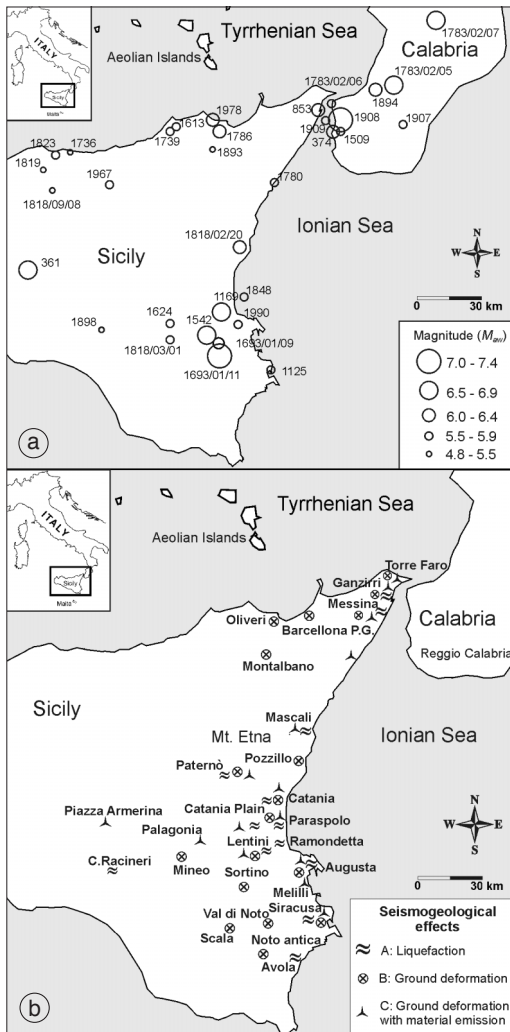 ITALY
Sicily
Malta
Tyrrhenian Sea
Aeolian Islands
Calabria
1783/02/07
1783/02/05
1783/02/06
1894
853
1908
1907
1909
374
1509
1978
1613
1739
1786
1893
1823
1736
1819
1967
1818/09/08
1780
Ionian Sea
1818/02/20
Sicily
361
1848
1169
1990
1624
1542
1898
1818/03/01
1693/01/09
1693/01/11
1125
N
W E
S
0 30 km
Magnitude (Maw)
7.0 - 7.4
6.5 - 6.9
6.0 - 6.4
5.5 - 5.9
4.8 - 5.5
a
ITALY
Sicily
Malta
Tyrrhenian Sea
Aeolian Islands
Torre Faro
Ganzirri
Messina
Oliveri
Barcellona P.G.
Calabria
Reggio Calabria
Montalbano
Sicily
Mascali
Mt. Etna
Ionian Sea
Pozzillo
Paternò
Catania
Piazza Armerina
Catania Plain
Paraspolo
Palagonia
Lentini
Ramondetta
C.Racineri
Mineo
Augusta
Sortino
Melilli
Siracusa
Val di Noto
Scala
Noto antica
Avola
N
W E
S
0 30 km
Seismogeological
effects
A: Liquefaction
B: Ground deformation
C: Ground deformation
with material emission
b